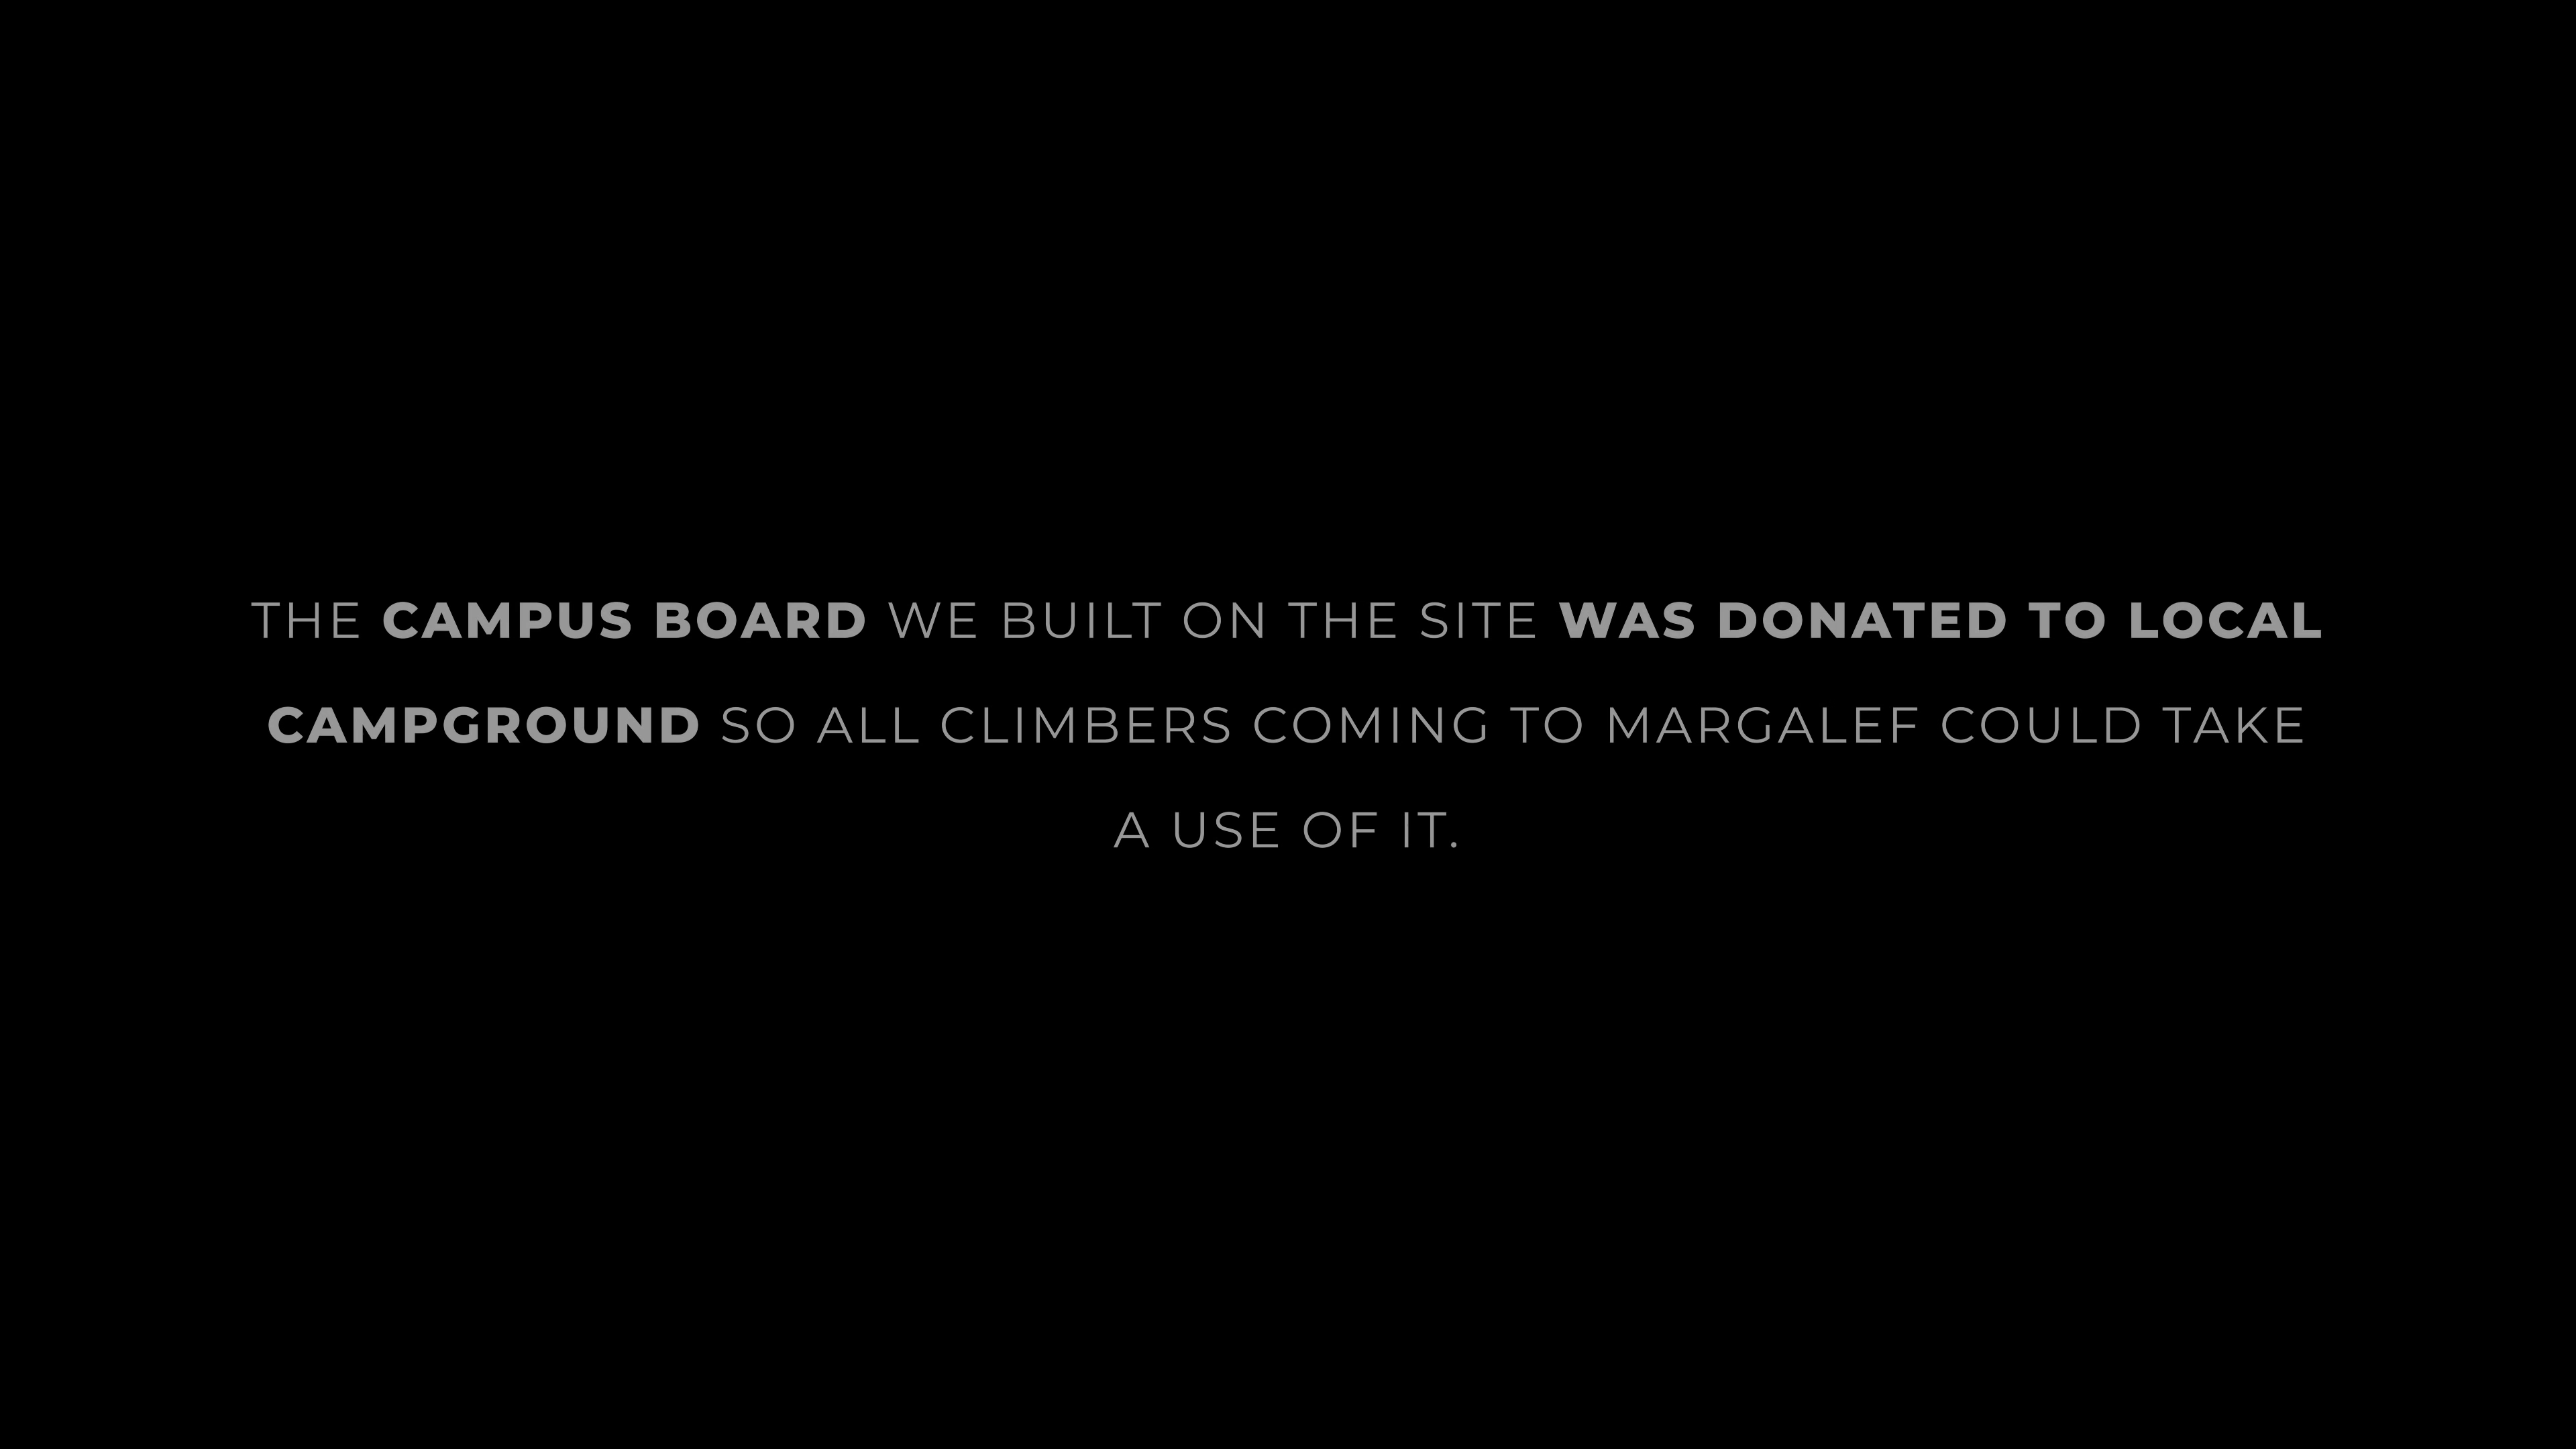 THE CAMPUS BOARD WE BUILT ON THE SITE WAS DONATED TO LOCAL
CAMPGROUND SO ALL CLIMBERS COMING TO MARGALEF COULD TAKE
A USE OF IT.